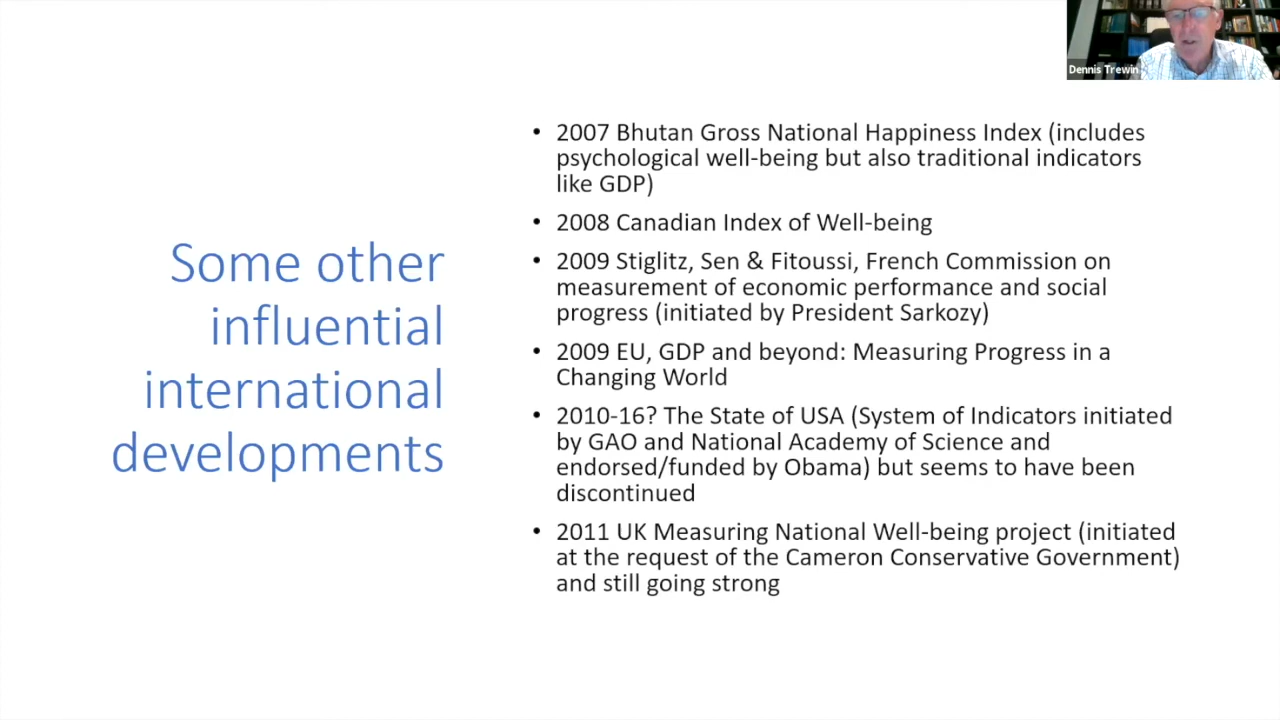 Dennis Trewin
Some other
influential
international
developments
• 2007 Bhutan Gross National Happiness Index (includes
psychological well-being but also traditional indicators
like GDP)
• 2008 Canadian Index of Well-being
• 2009 Stiglitz, Sen & Fitoussi, French Commission on
measurement of economic performance and social
progress (initiated by President Sarkozy)
• 2009 EU, GDP and beyond: Measuring Progress in a
Changing World
• 2010-16? The State of USA (System of Indicators initiated
by GAO and National Academy of Science and
endorsed/funded by Obama) but seems to have been
discontinued
• 2011 UK Measuring National Well-being project (initiated
at the request of the Cameron Conservative Government)
and still going strong